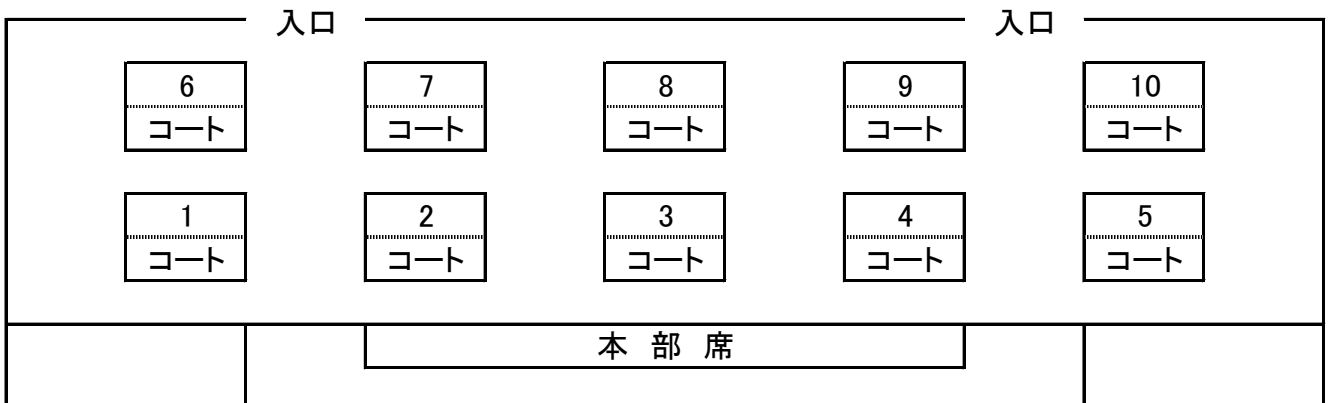 入口 入口
6 7 8 9 10
コート コート コート コート コート
1 2 3 4 5
コート コート コート コート コート
本 部 席